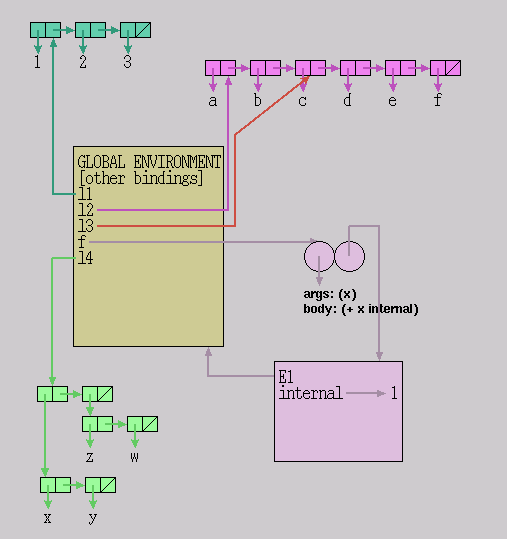 1 2 3
a b c d e f
GLOBAL ENVIRONMENT
[other bindings]
l1
l2
l3
f
l4
args: (x)
body: (+ x internal)
E1
internal 1
z w
x y